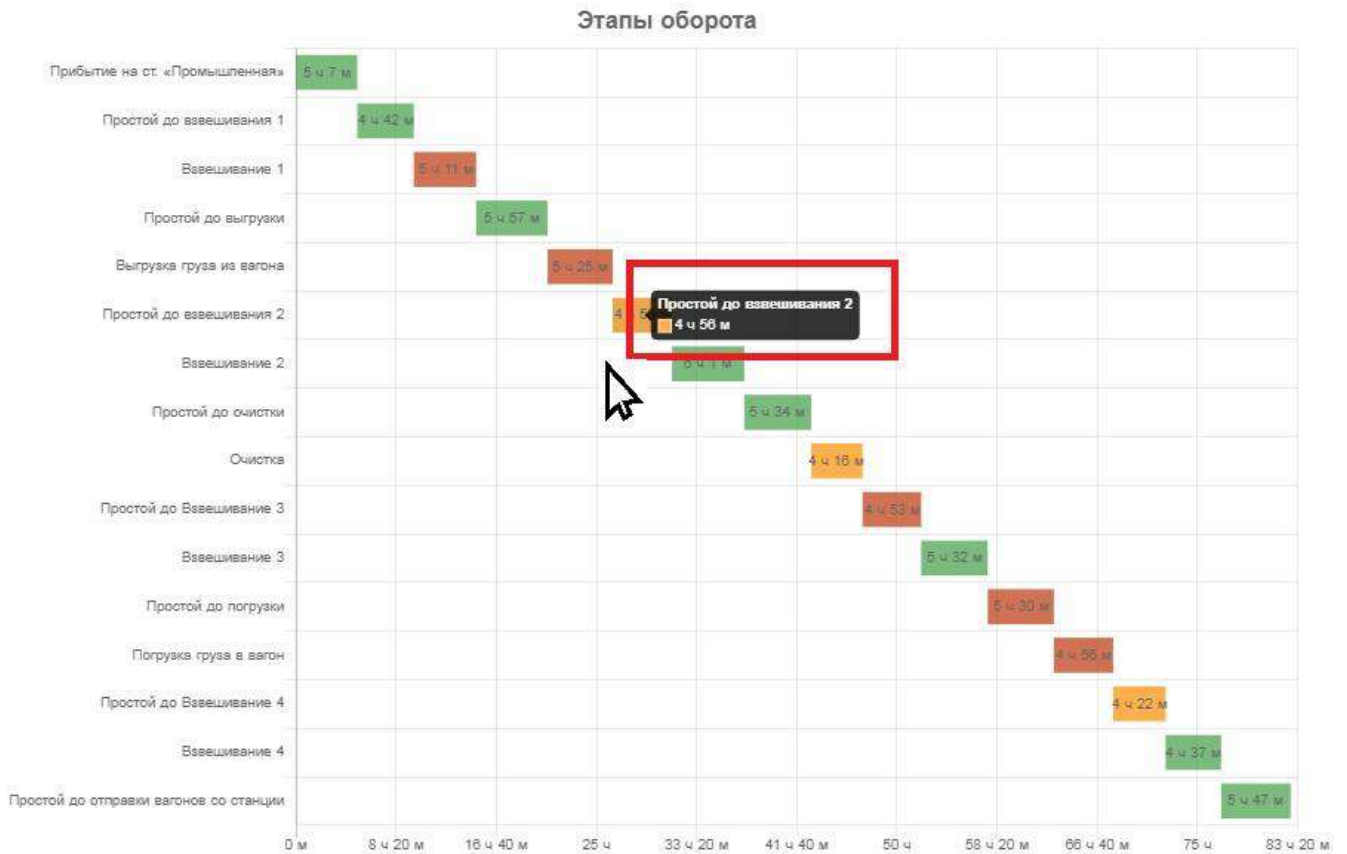 Этапы оборота
Прибытие на ст. «Промышленная» 5 ч 7 м
Простой до взвешивания 1 4 ч 42 м
Взвешивание 1 5 ч 11 м
Простой до выгрузки 5 ч 57 м
Выгрузка груза из вагона 5 ч 25 м
Простой до взвешивания 2 4 ч 5
Простой до взвешивания 2
4 ч 56 м
Взвешивание 2 6 ч 1 м
Простой до очистки 5 ч 34 м
Очистка 4 ч 16 м
Простой до Взвешивание 3 4 ч 53 м
Взвешивание 3 5 ч 32 м
Простой до погрузки 5 ч 30 м
Погрузка груза в вагон 4 ч 56 м
Простой до Взвешивание 4 4 ч 22 м
Взвешивание 4 4 ч 37 м
Простой до отправки вагонов со станции 5 ч 47 м
0 м 8 ч 20 м 16 ч 40 м 25 ч 33 ч 20 м 41 ч 40 м 50 ч 58 ч 20 м 66 ч 40 м 75 ч 83 ч 20 м